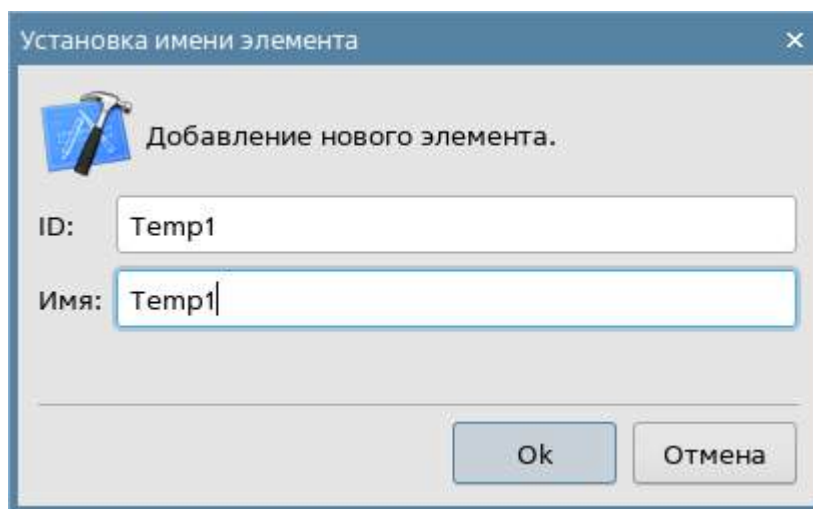 Установка имени элемента
Добавление нового элемента.
ID: Temp1
Имя: Temp1
Ok Отмена